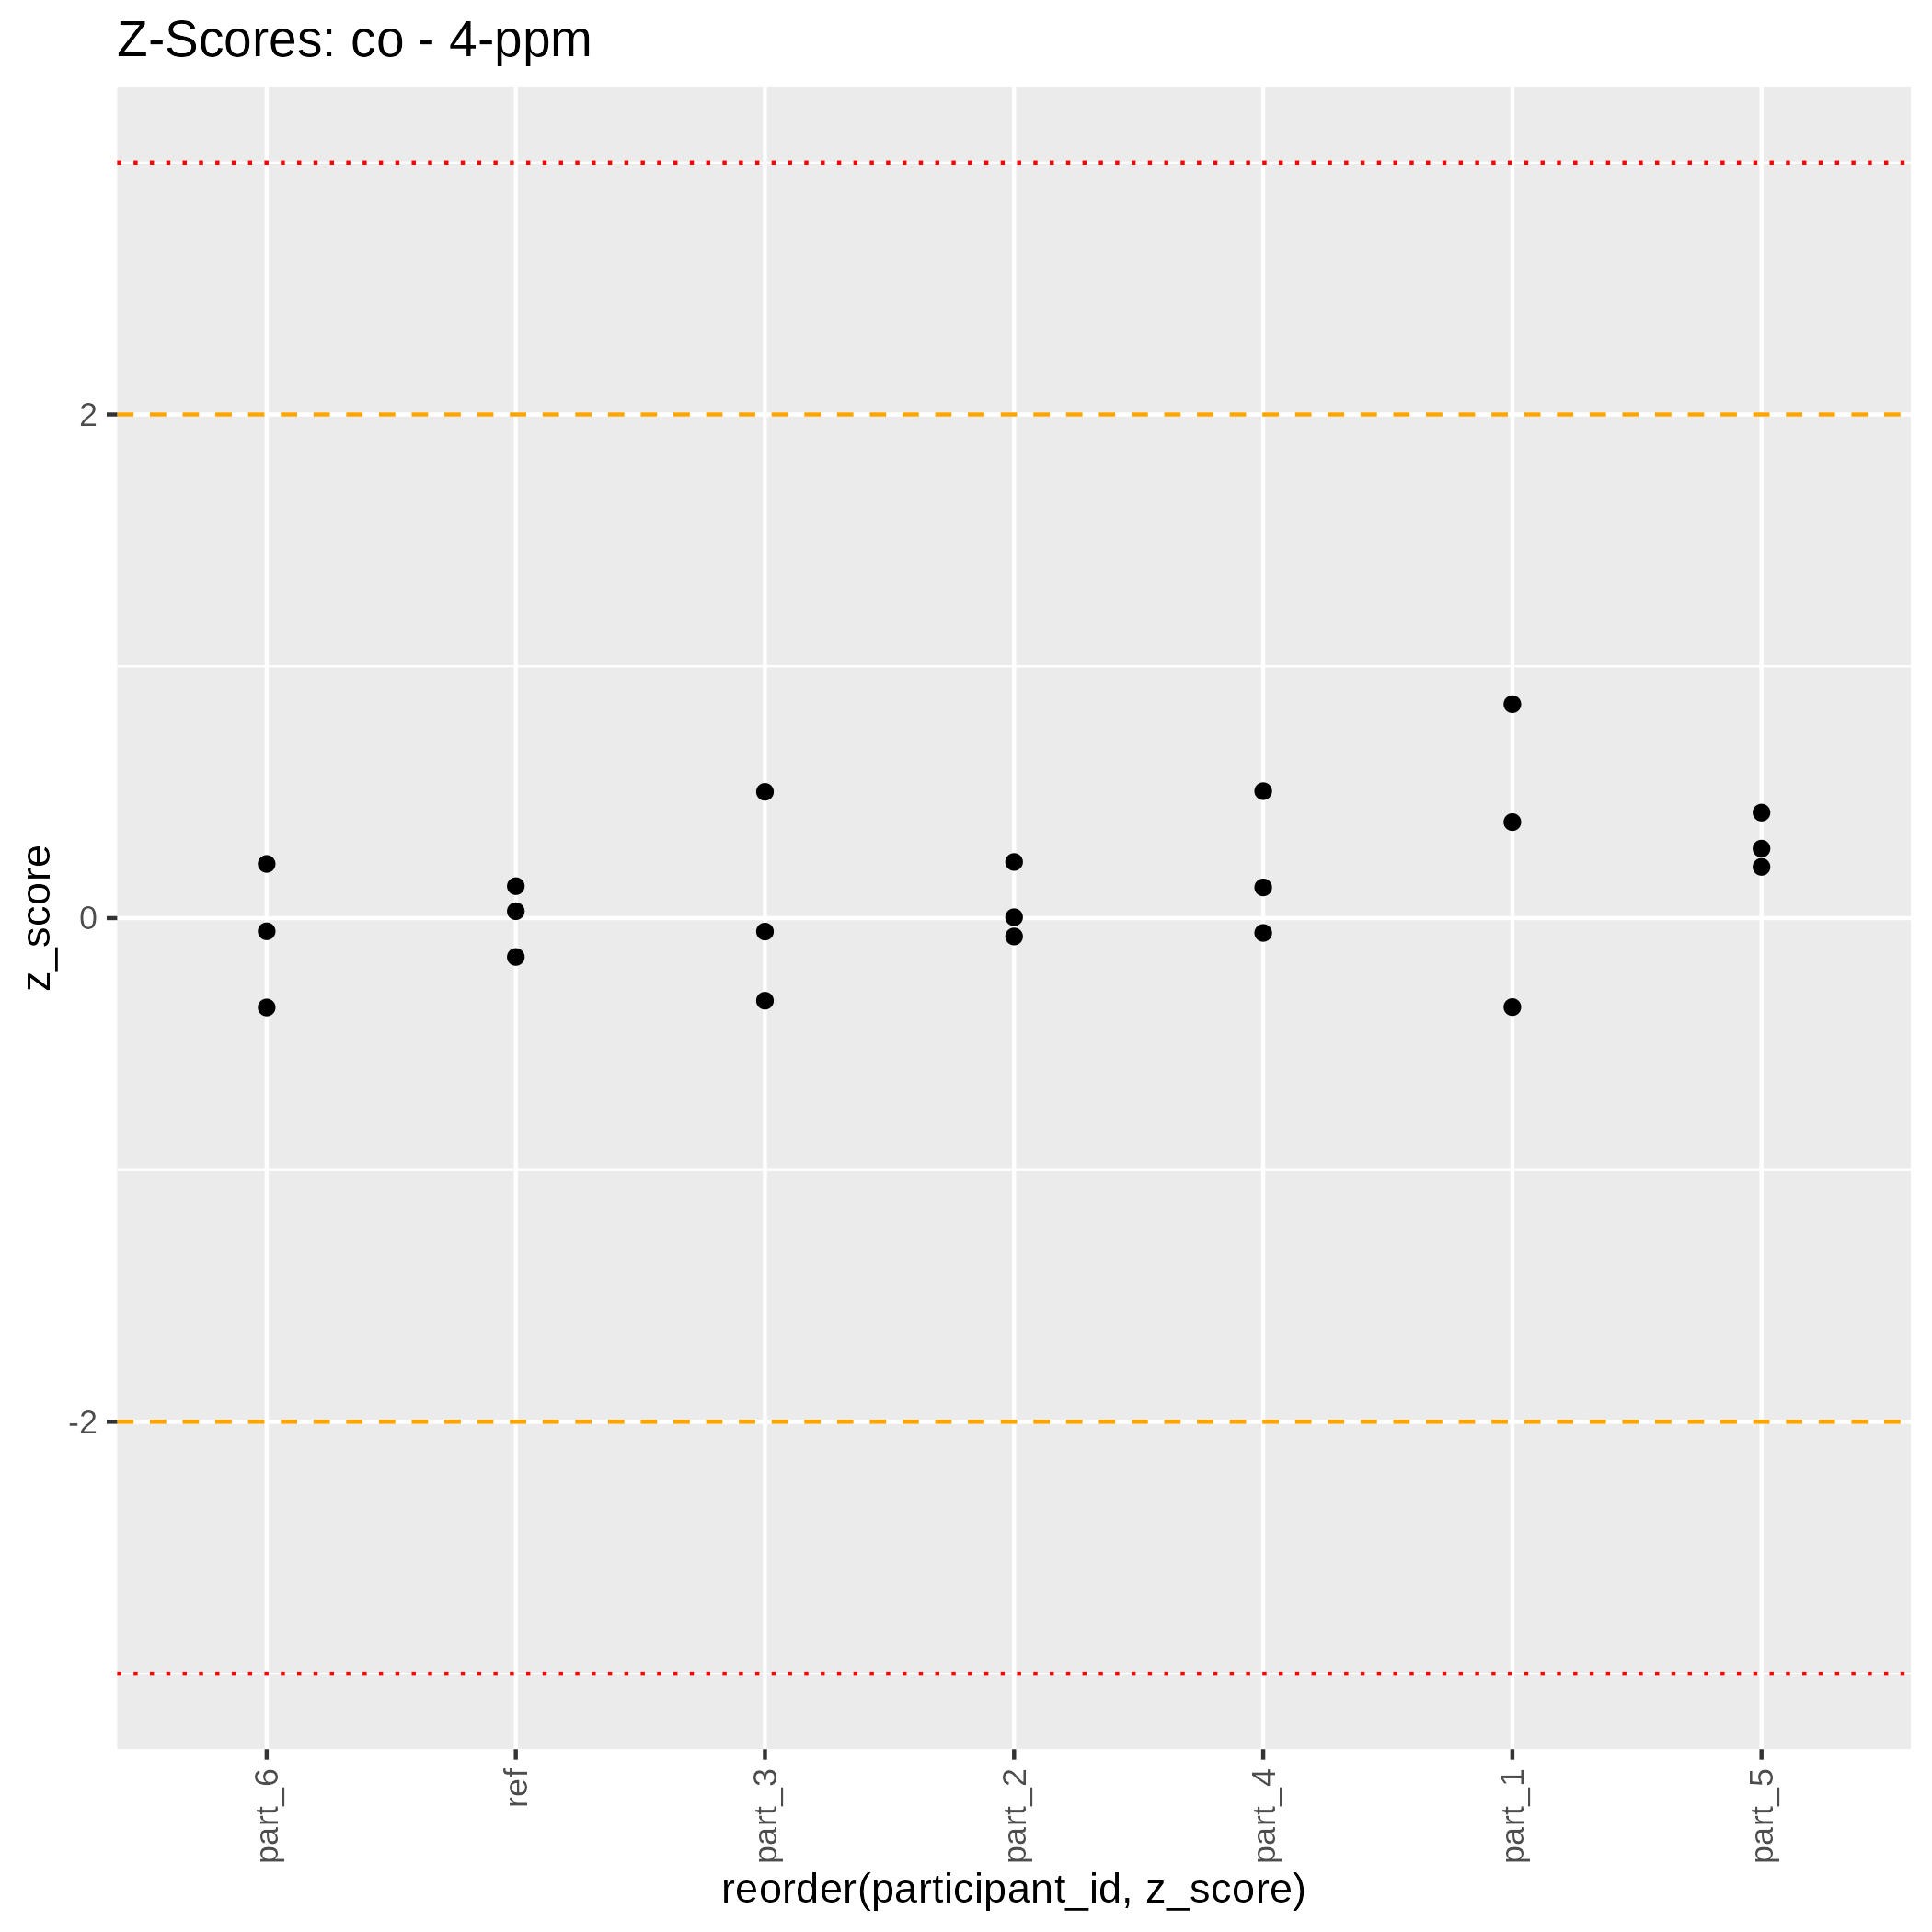 Z-Scores: co - 4-ppm
z_score
2
0
-2
part_6
ref
part_3
part_2
part_4
part_1
part_5
reorder(participant_id, z_score)